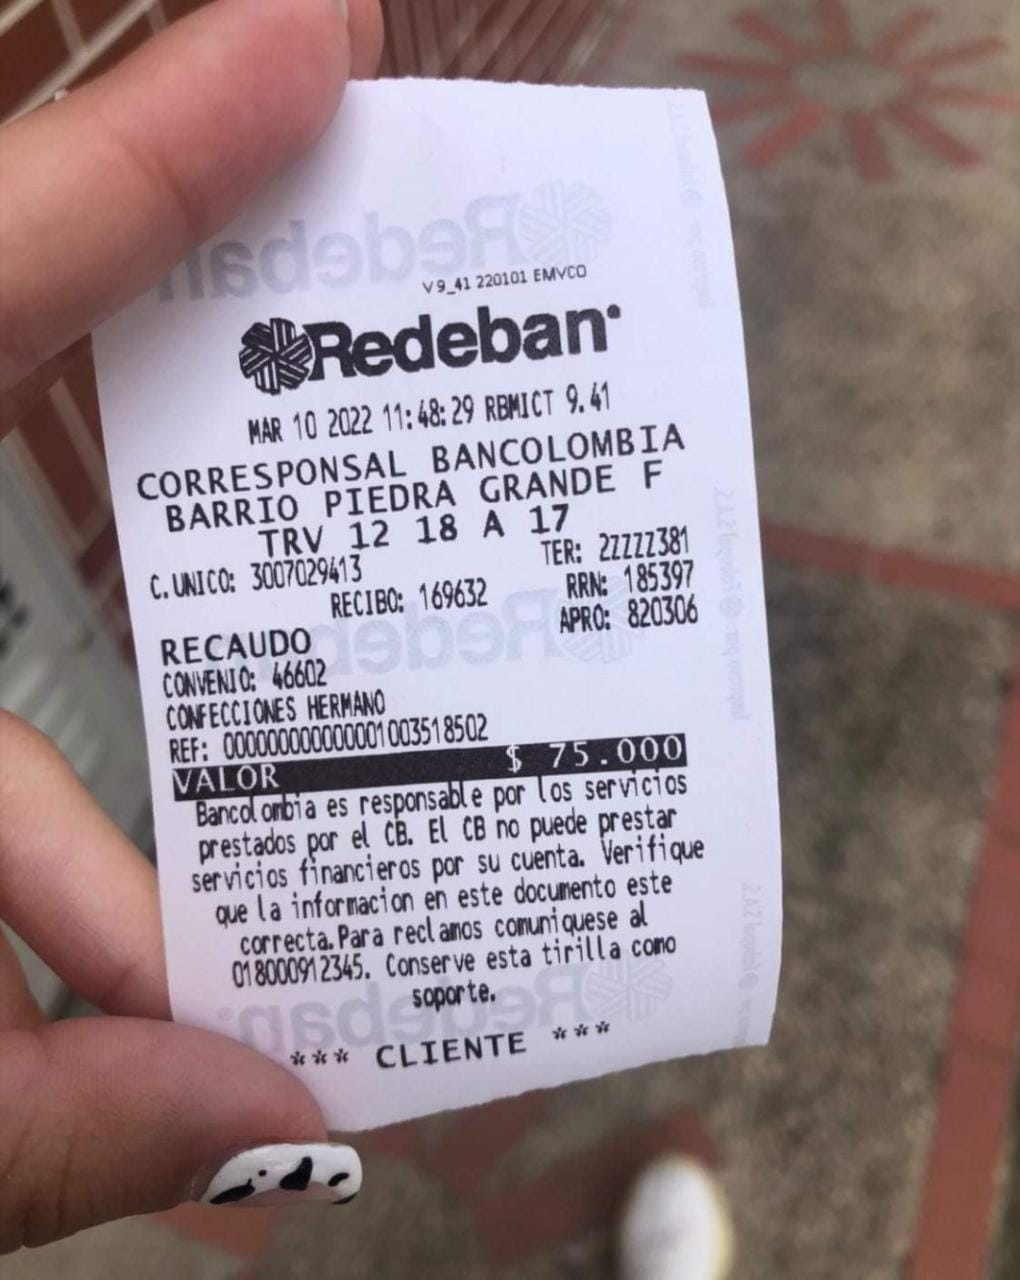 V9_41 220101 EMVCO
Redeban
MAR 10 2022 11:48:29 RBMICT 9.41
CORRESPONSAL BANCOLOMBIA
BARRIO PIEDRA GRANDE F
TRV 12 18 A 17
C.UNICO: 3007029413 TER: ZZZZZ381
RECIBO: 169632 RRN: 185397
APRO: 820306
RECAUDO
CONVENIO: 46602
CONFECCIONES HERMANO
REF: 000000000000001003518502
VALOR $ 75.000
Bancolombia es responsable por los servicios
prestados por el CB. El CB no puede prestar
servicios financieros por su cuenta. Verifique
que la informacion en este documento este
correcta.Para reclamos comuniquese al
018000912345. Conserve esta tirilla como
soporte.
*** CLIENTE ***